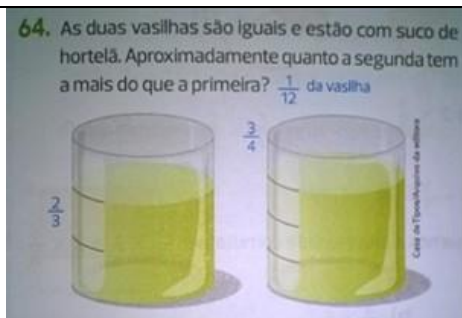 64. As duas vasilhas são iguais e estão com suco de
hortelã. Aproximadamente quanto a segunda tem
a mais do que a primeira? 1/12 da vasilha
2/3
3/4
Casa de Tipos/Arquivo da editora